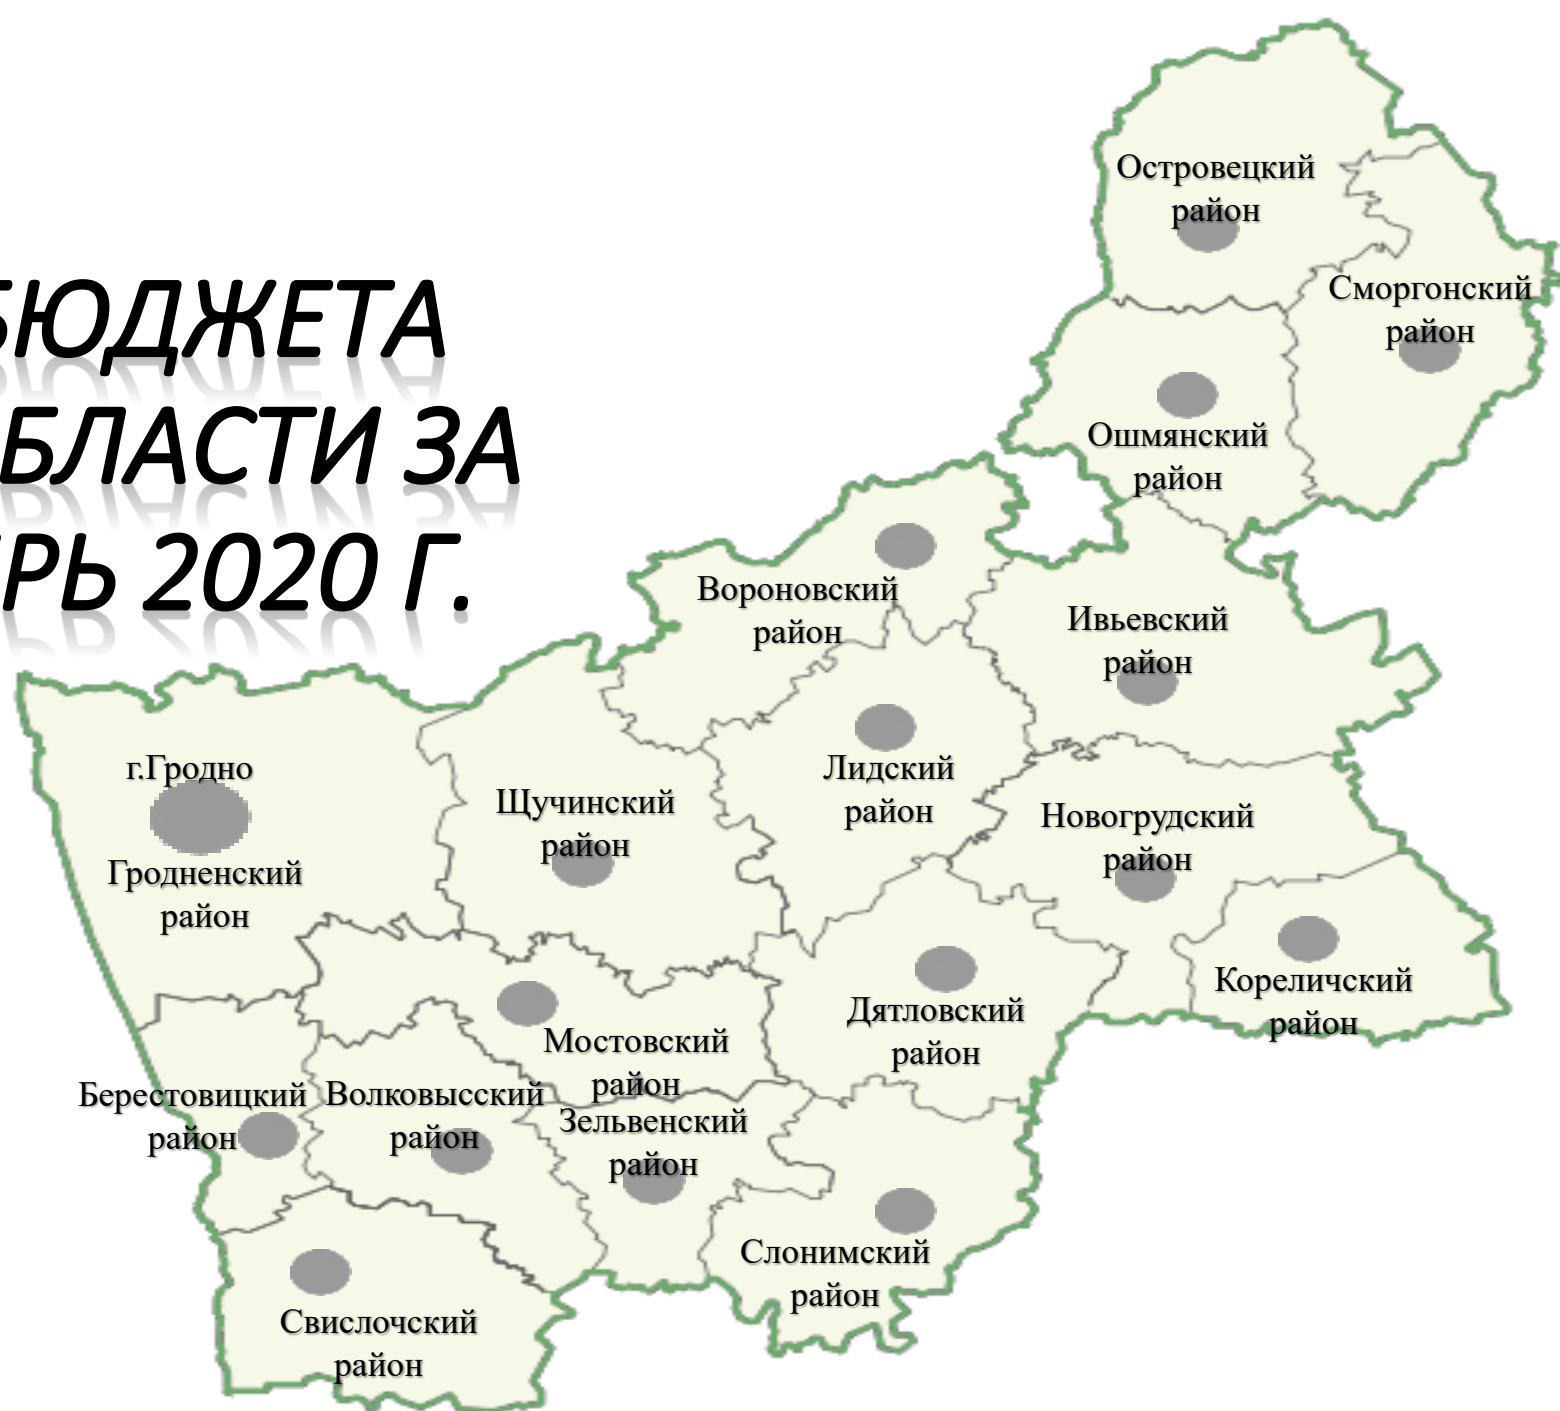 БЮДЖЕТА
БЛАСТИ ЗА
РЬ 2020 Г.
Островецкий
район
Сморгонский
район
Ошмянский
район
Вороновский
район
Ивьевский
район
г.Гродно
Гродненский
район
Щучинский
район
Лидский
район
Новогрудский
район
Кореличский
район
Дятловский
район
Мостовский
район
Берестовицкий
район
Волковысский
район
Зельвенский
район
Слонимский
район
Свислочский
район